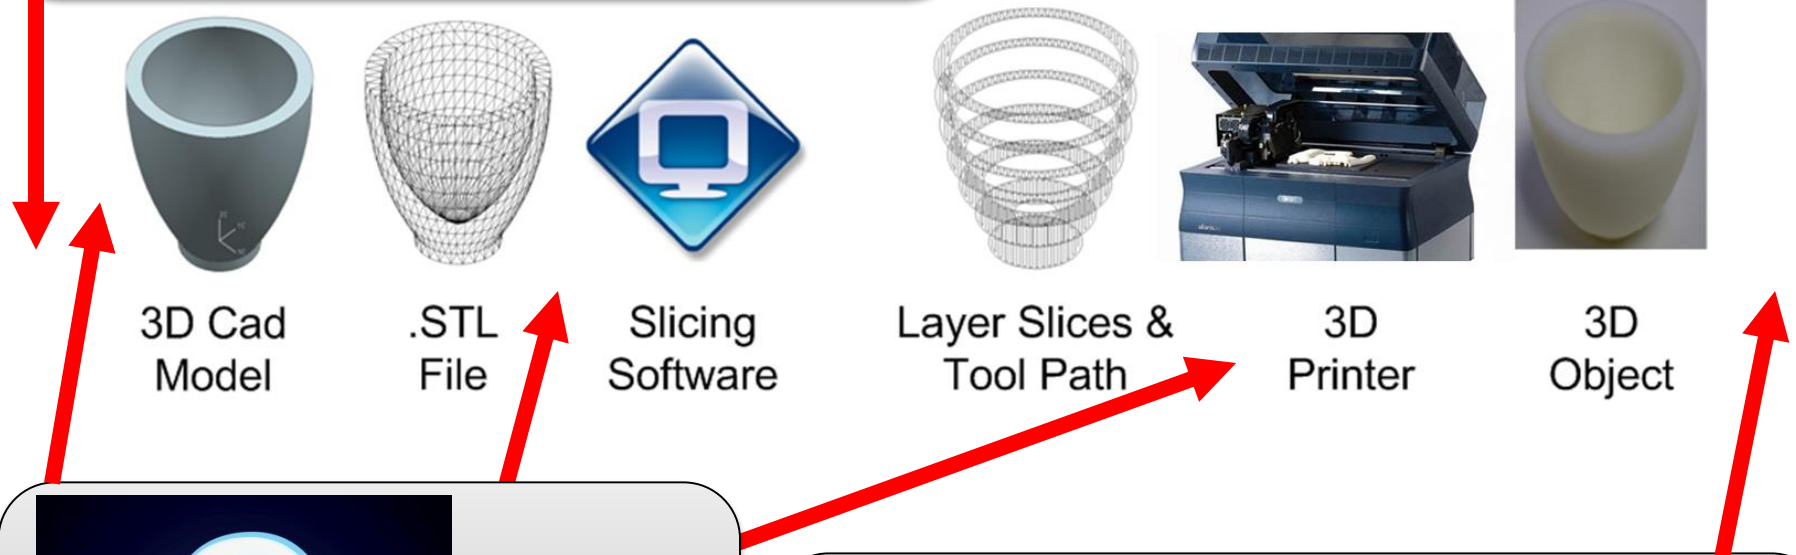 3D Cad
Model
.STL
File
Slicing
Software
Layer Slices &
Tool Path
3D
Printer
3D
Object